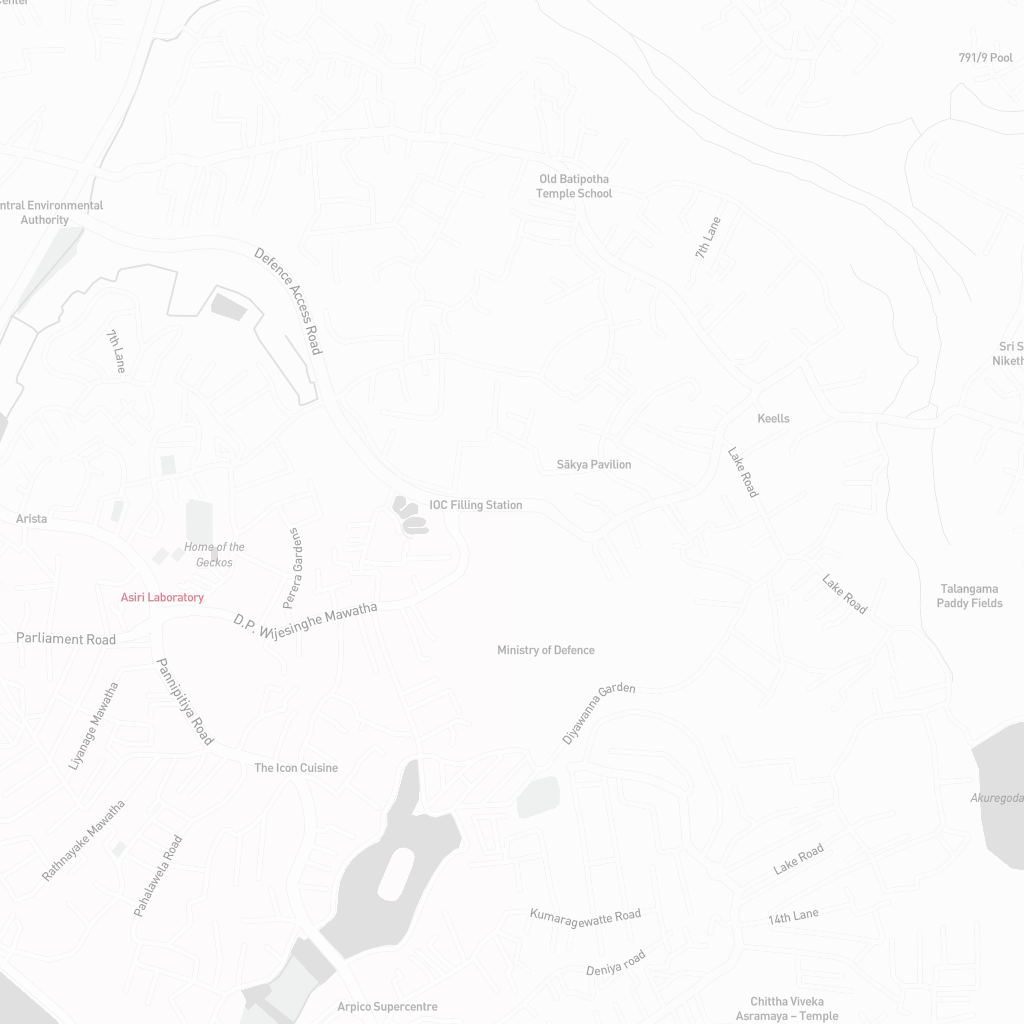 Center
791/9 Pool
Old Batipotha
Temple School
ntral Environmental
Authority
7th Lane
Defence Access Road
7th Lane
Sri S
Niketh
Keells
Sākya Pavilion
Lake Road
IOC Filling Station
Arista
Home of the
Geckos
Perera Gardens
Asiri Laboratory
Lake Road
Talangama
Paddy Fields
D.P. Wijesinghe Mawatha
Parliament Road
Ministry of Defence
Pannipitiya Road
Diyawanna Garden
Liyanage Mawatha
The Icon Cuisine
Akuregoda
Rathnayake Mawatha
Pahalawela Road
Lake Road
Kumaragewatte Road
14th Lane
Deniya road
Arpico Supercentre
Chittha Viveka
Asramaya – Temple